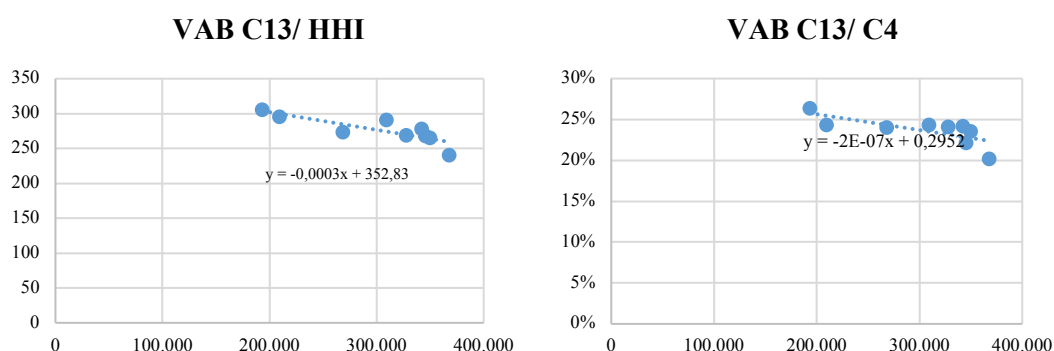 VAB C13/ HHI
350
300
250
200
150
100
50
0
y = -0,0003x + 352,83
0 100.000 200.000 300.000 400.000
VAB C13/ C4
30%
25%
20%
15%
10%
5%
0%
y = -2E-07x + 0,2952
0 100.000 200.000 300.000 400.000